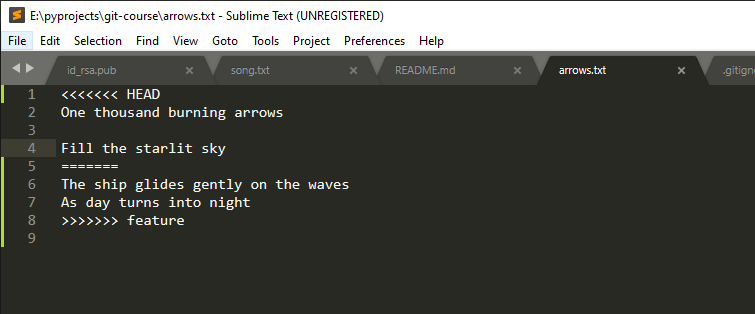 E:\pyprojects\git-course\arrows.txt - Sublime Text (UNREGISTERED)
File Edit Selection Find View Goto Tools Project Preferences Help
id_rsa.pub × song.txt × README.md × arrows.txt × .gitign
1 <<<<<<< HEAD
2 One thousand burning arrows
3
4 Fill the starlit sky
5 =======
6 The ship glides gently on the waves
7 As day turns into night
8 >>>>>>> feature
9